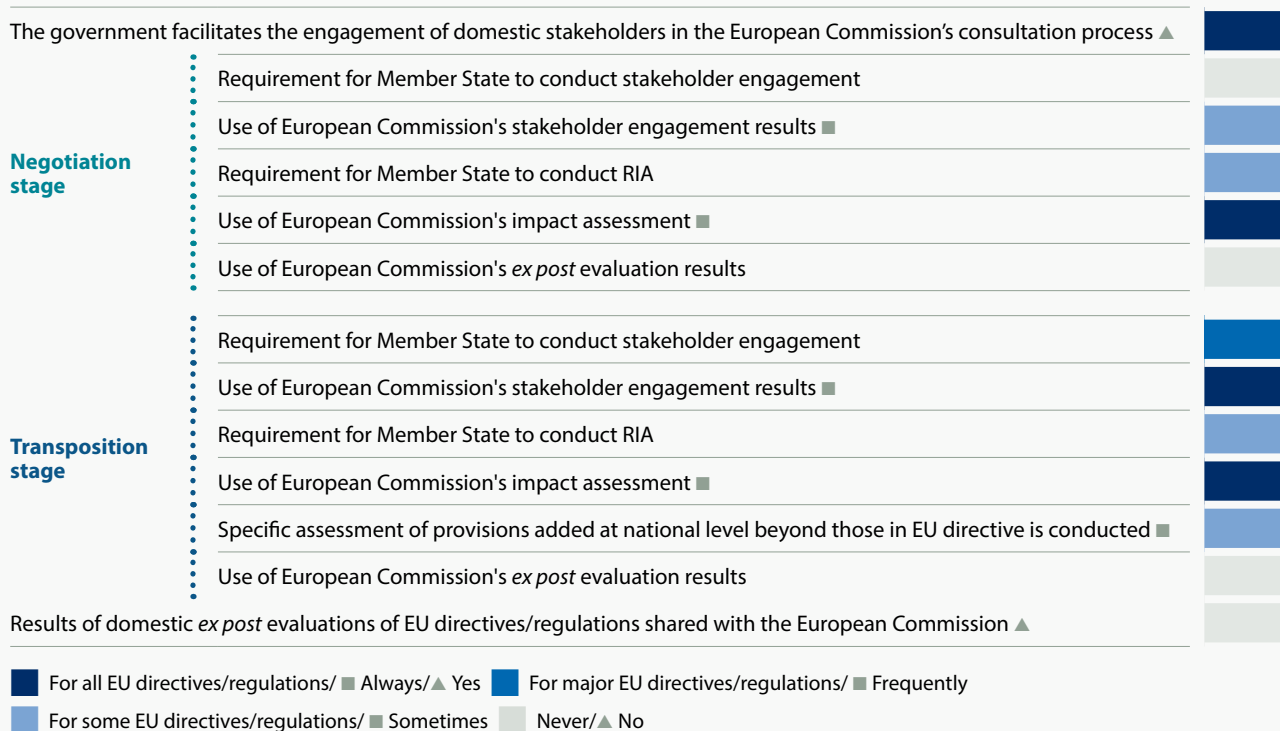 The government facilitates the engagement of domestic stakeholders in the European Commission’s consultation process ▲
Negotiation
stage
Requirement for Member State to conduct stakeholder engagement
Use of European Commission's stakeholder engagement results ■
Requirement for Member State to conduct RIA
Use of European Commission's impact assessment ■
Use of European Commission's ex post evaluation results
Transposition
stage
Requirement for Member State to conduct stakeholder engagement
Use of European Commission's stakeholder engagement results ■
Requirement for Member State to conduct RIA
Use of European Commission's impact assessment ■
Specific assessment of provisions added at national level beyond those in EU directive is conducted ■
Use of European Commission's ex post evaluation results
Results of domestic ex post evaluations of EU directives/regulations shared with the European Commission ▲
For all EU directives/regulations/ ■ Always/▲ Yes For major EU directives/regulations/ ■ Frequently
For some EU directives/regulations/ ■ Sometimes Never/▲ No